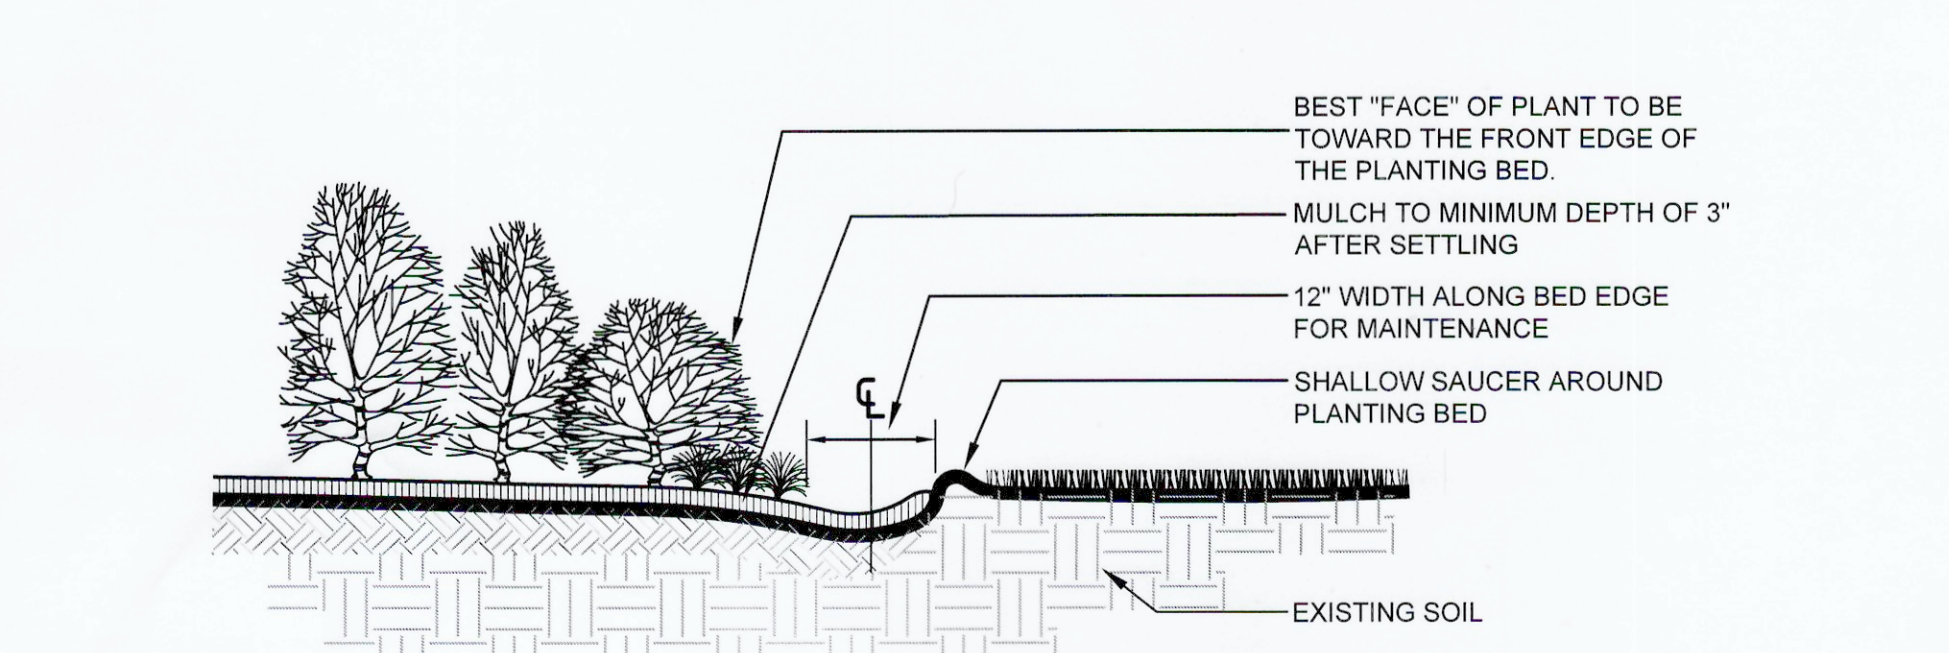 BEST "FACE" OF PLANT TO BE
TOWARD THE FRONT EDGE OF
THE PLANTING BED.
MULCH TO MINIMUM DEPTH OF 3"
AFTER SETTLING
12" WIDTH ALONG BED EDGE
FOR MAINTENANCE
CL
SHALLOW SAUCER AROUND
PLANTING BED
EXISTING SOIL